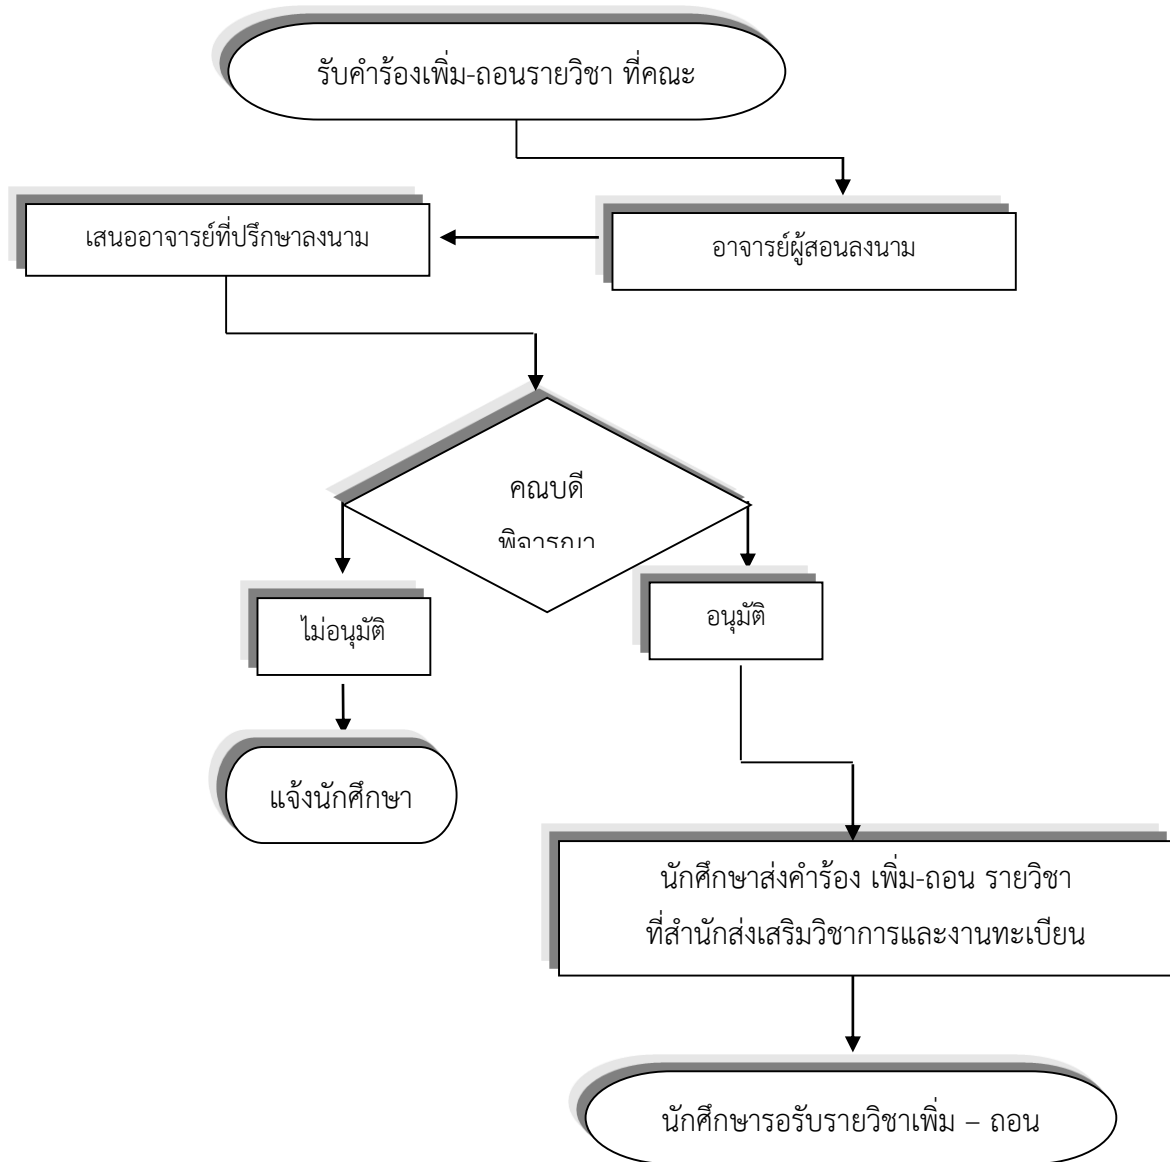 รับคำร้องเพิ่ม-ถอนรายวิชา ที่คณะ
เสนออาจารย์ที่ปรึกษาลงนาม
อาจารย์ผู้สอนลงนาม
คณบดี
พิจารณา
ไม่อนุมัติ
อนุมัติ
แจ้งนักศึกษา
นักศึกษาส่งคำร้อง เพิ่ม-ถอน รายวิชา
ที่สำนักส่งเสริมวิชาการและงานทะเบียน
นักศึกษารอรับรายวิชาเพิ่ม – ถอน